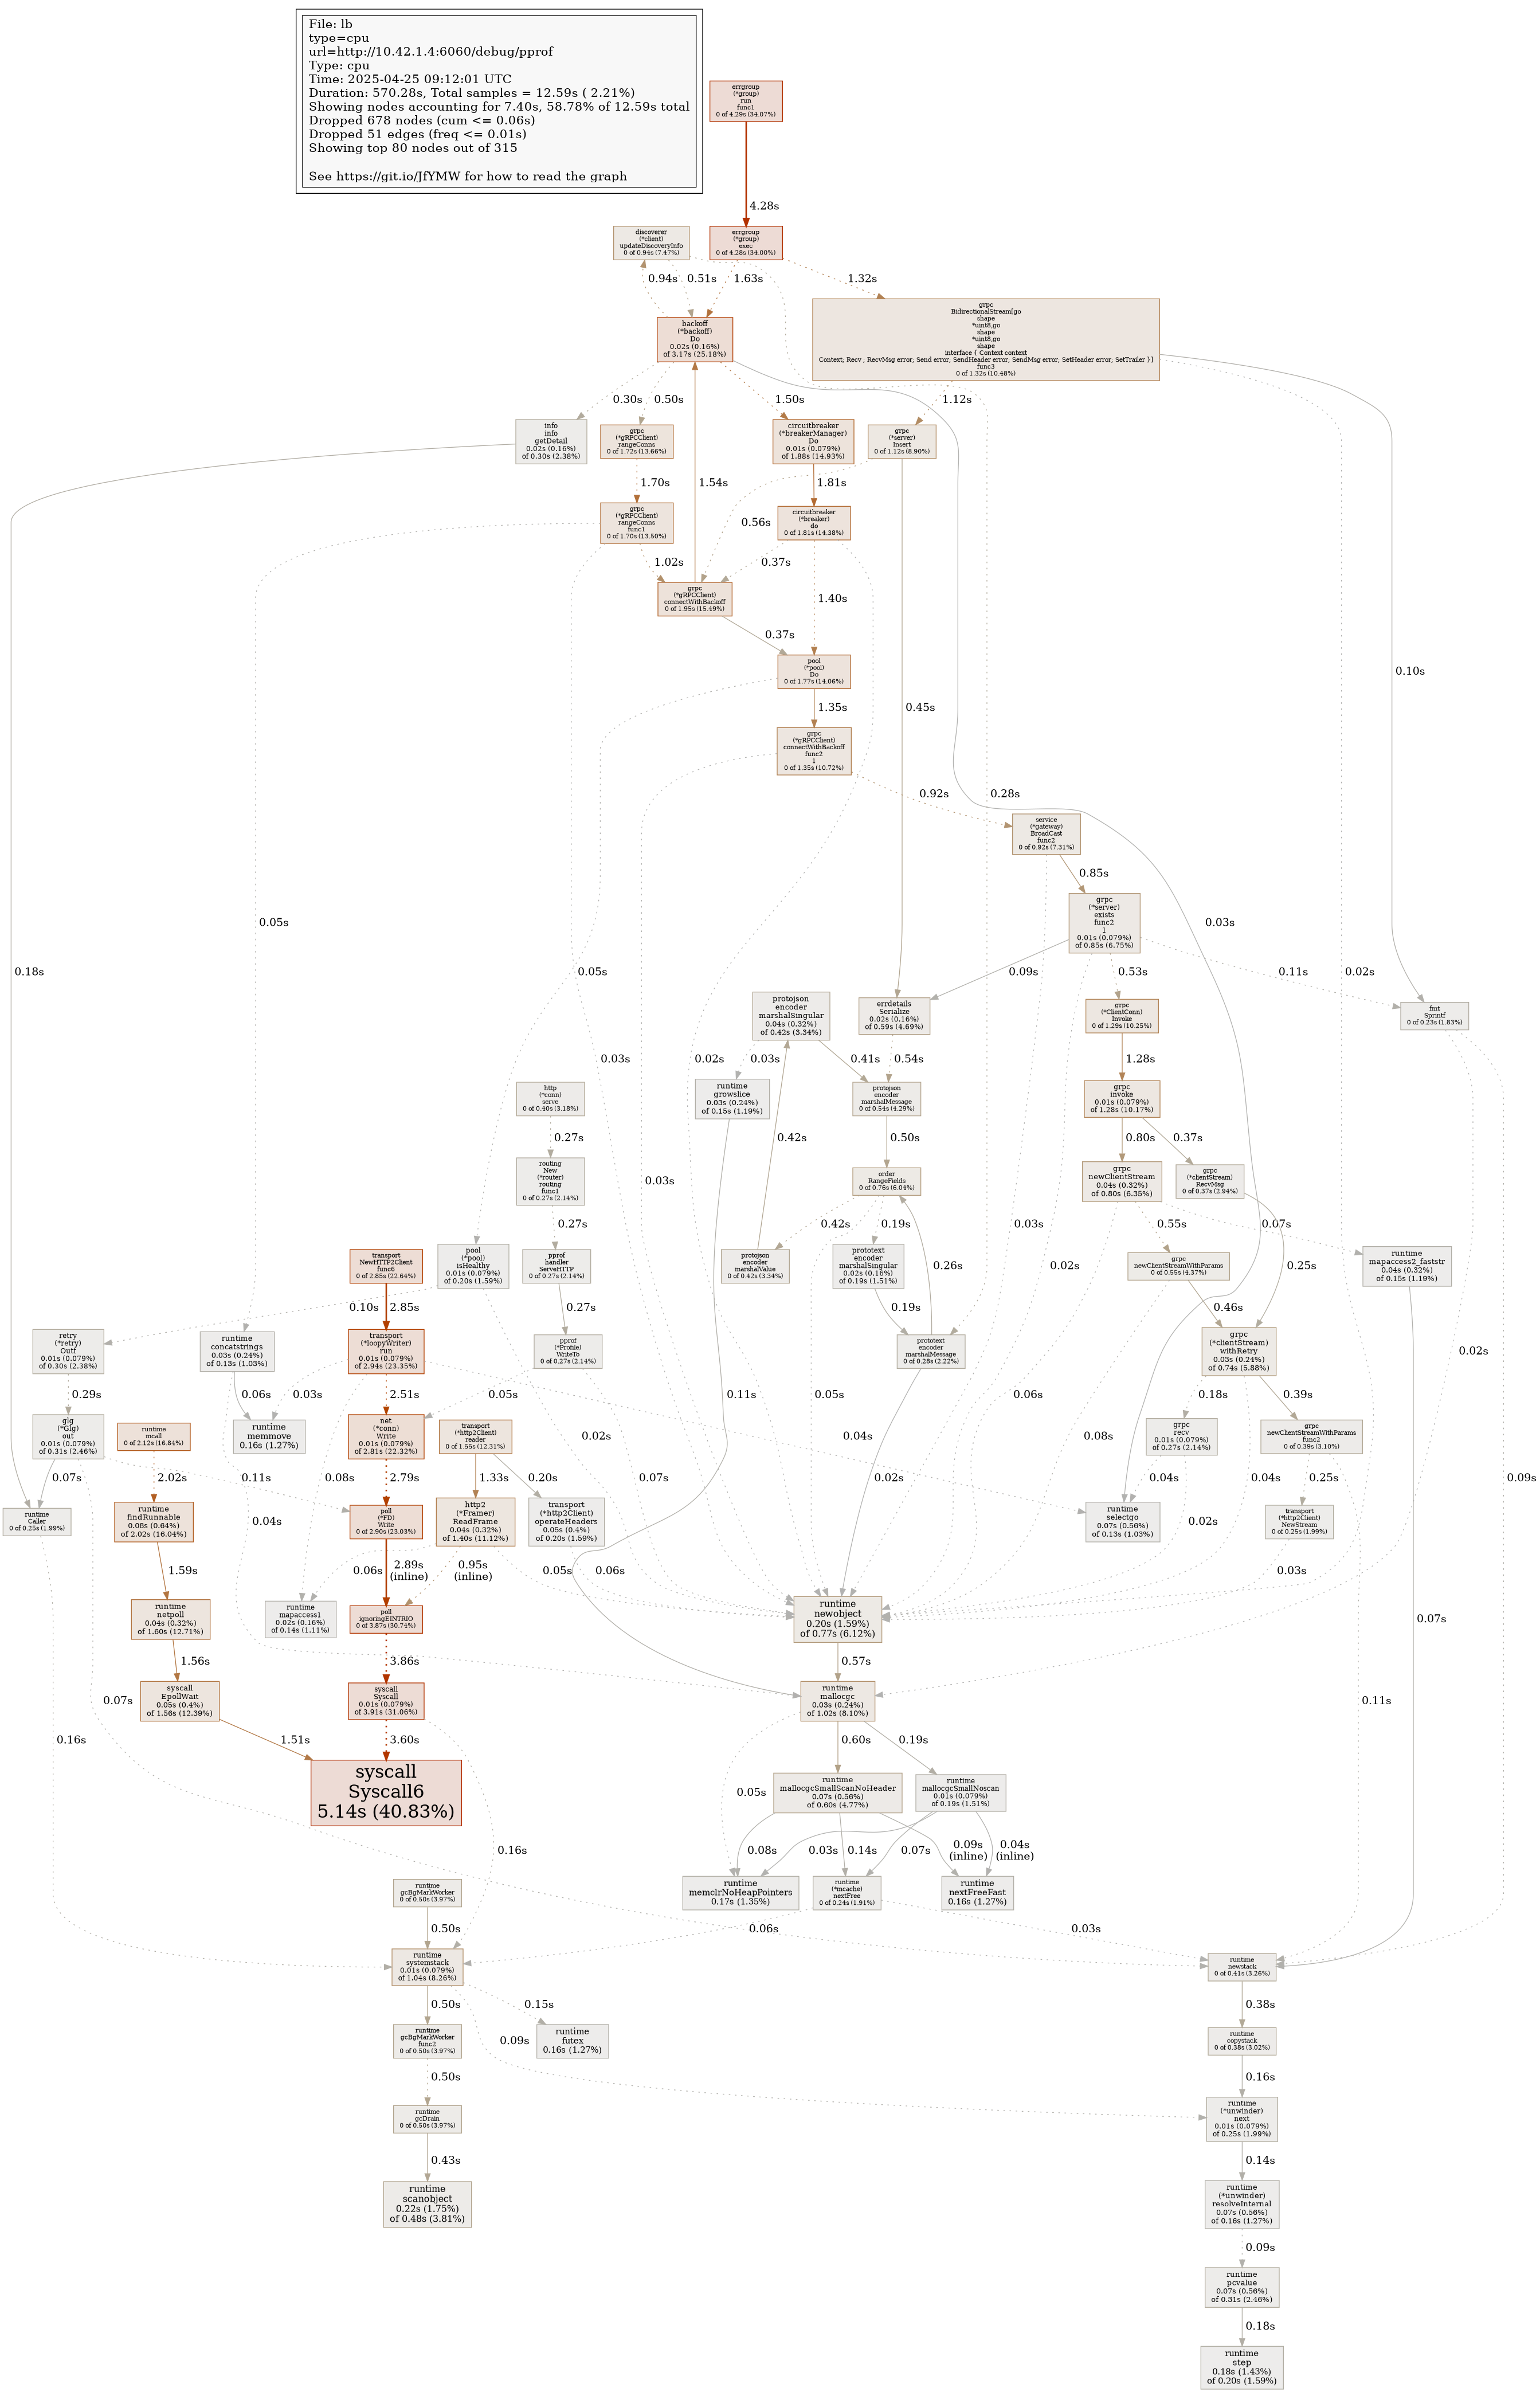 File: lb
type=cpu
url=http://10.42.1.4:6060/debug/pprof
Type: cpu
Time: 2025-04-25 09:12:01 UTC
Duration: 570.28s, Total samples = 12.59s ( 2.21%)
Showing nodes accounting for 7.40s, 58.78% of 12.59s total
Dropped 678 nodes (cum <= 0.06s)
Dropped 51 edges (freq <= 0.01s)
Showing top 80 nodes out of 315
See https://git.io/JfYMW for how to read the graph
errgroup
(*group)
run
func1
0 of 4.29s (34.07%)
4.28s
discoverer
(*client)
updateDiscoveryInfo
0 of 0.94s (7.47%)
errgroup
(*group)
exec
0 of 4.28s (34.00%)
0.94s
0.51s
1.63s
1.32s
grpc
BidirectionalStream[go
shape
*uint8,go
shape
*uint8,go
shape
interface { Context context
Context; Recv ; RecvMsg error; Send error; SendHeader error; SendMsg error; SetHeader error; SetTrailer }]
func3
0 of 1.32s (10.48%)
backoff
(*backoff)
Do
0.02s (0.16%)
of 3.17s (25.18%)
0.30s
0.50s
1.50s
1.12s
info
info
getDetail
0.02s (0.16%)
of 0.30s (2.38%)
grpc
(*gRPCClient)
rangeConns
0 of 1.72s (13.66%)
circuitbreaker
(*breakerManager)
Do
0.01s (0.079%)
of 1.88s (14.93%)
grpc
(*server)
Insert
0 of 1.12s (8.90%)
1.70s
1.54s
1.81s
grpc
(*gRPCClient)
rangeConns
func1
0 of 1.70s (13.50%)
circuitbreaker
(*breaker)
do
0 of 1.81s (14.38%)
0.56s
1.02s
0.37s
grpc
(*gRPCClient)
connectWithBackoff
0 of 1.95s (15.49%)
1.40s
0.37s
pool
(*pool)
Do
0 of 1.77s (14.06%)
0.10s
1.35s
0.45s
grpc
(*gRPCClient)
connectWithBackoff
func2
1
0 of 1.35s (10.72%)
0.92s
0.28s
service
(*gateway)
BroadCast
func2
0 of 0.92s (7.31%)
0.85s
grpc
(*server)
exists
func2
1
0.01s (0.079%)
of 0.85s (6.75%)
0.05s
0.03s
0.18s
0.05s
0.09s
0.53s
0.11s
0.02s
protojson
encoder
marshalSingular
0.04s (0.32%)
of 0.42s (3.34%)
errdetails
Serialize
0.02s (0.16%)
of 0.59s (4.69%)
grpc
(*ClientConn)
Invoke
0 of 1.29s (10.25%)
fmt
Sprintf
0 of 0.23s (1.83%)
0.03s
0.02s
0.03s
0.41s
0.54s
1.28s
http
(*conn)
serve
0 of 0.40s (3.18%)
runtime
growslice
0.03s (0.24%)
of 0.15s (1.19%)
protojson
encoder
marshalMessage
0 of 0.54s (4.29%)
grpc
invoke
0.01s (0.079%)
of 1.28s (10.17%)
0.27s
0.42s
0.50s
0.80s
0.37s
routing
New
(*router)
routing
func1
0 of 0.27s (2.14%)
order
RangeFields
0 of 0.76s (6.04%)
grpc
newClientStream
0.04s (0.32%)
of 0.80s (6.35%)
grpc
(*clientStream)
RecvMsg
0 of 0.37s (2.94%)
0.03s
0.27s
0.42s
0.19s
0.03s
0.55s
0.07s
transport
NewHTTP2Client
func6
0 of 2.85s (22.64%)
pool
(*pool)
isHealthy
0.01s (0.079%)
of 0.20s (1.59%)
pprof
handler
ServeHTTP
0 of 0.27s (2.14%)
protojson
encoder
marshalValue
0 of 0.42s (3.34%)
prototext
encoder
marshalSingular
0.02s (0.16%)
of 0.19s (1.51%)
0.26s
0.02s
grpc
newClientStreamWithParams
0 of 0.55s (4.37%)
0.25s
runtime
mapaccess2_faststr
0.04s (0.32%)
of 0.15s (1.19%)
0.10s
2.85s
0.27s
0.19s
0.46s
retry
(*retry)
Outf
0.01s (0.079%)
of 0.30s (2.38%)
runtime
concatstrings
0.03s (0.24%)
of 0.13s (1.03%)
transport
(*loopyWriter)
run
0.01s (0.079%)
of 2.94s (23.35%)
pprof
(*Profile)
WriteTo
0 of 0.27s (2.14%)
prototext
encoder
marshalMessage
0 of 0.28s (2.22%)
grpc
(*clientStream)
withRetry
0.03s (0.24%)
of 0.74s (5.88%)
0.02s
0.29s
0.06s
0.03s
2.51s
0.05s
0.11s
0.05s
0.06s
0.18s
0.39s
glg
(*Glg)
out
0.01s (0.079%)
of 0.31s (2.46%)
runtime
mcall
0 of 2.12s (16.84%)
runtime
memmove
0.16s (1.27%)
net
(*conn)
Write
0.01s (0.079%)
of 2.81s (22.32%)
transport
(*http2Client)
reader
0 of 1.55s (12.31%)
0.02s
0.04s
0.08s
grpc
recv
0.01s (0.079%)
of 0.27s (2.14%)
grpc
newClientStreamWithParams
func2
0 of 0.39s (3.10%)
0.07s
2.02s
0.11s
0.08s
2.79s
1.33s
0.20s
0.07s
0.04s
0.04s
0.25s
0.09s
runtime
Caller
0 of 0.25s (1.99%)
runtime
findRunnable
0.08s (0.64%)
of 2.02s (16.04%)
0.04s
poll
(*FD)
Write
0 of 2.90s (23.03%)
http2
(*Framer)
ReadFrame
0.04s (0.32%)
of 1.40s (11.12%)
transport
(*http2Client)
operateHeaders
0.05s (0.4%)
of 0.20s (1.59%)
0.02s
runtime
selectgo
0.07s (0.56%)
of 0.13s (1.03%)
0.02s
transport
(*http2Client)
NewStream
0 of 0.25s (1.99%)
1.59s
0.06s
2.89s
(inline)
0.95s
(inline)
0.05s
0.06s
0.03s
runtime
netpoll
0.04s (0.32%)
of 1.60s (12.71%)
runtime
mapaccess1
0.02s (0.16%)
of 0.14s (1.11%)
poll
ignoringEINTRIO
0 of 3.87s (30.74%)
runtime
newobject
0.20s (1.59%)
of 0.77s (6.12%)
0.07s
1.56s
3.86s
0.57s
syscall
EpollWait
0.05s (0.4%)
of 1.56s (12.39%)
syscall
Syscall
0.01s (0.079%)
of 3.91s (31.06%)
runtime
mallocgc
0.03s (0.24%)
of 1.02s (8.10%)
0.07s
0.11s
0.16s
1.51s
3.60s
0.60s
0.19s
syscall
Syscall6
5.14s (40.83%)
0.05s
runtime
mallocgcSmallScanNoHeader
0.07s (0.56%)
of 0.60s (4.77%)
runtime
mallocgcSmallNoscan
0.01s (0.079%)
of 0.19s (1.51%)
0.16s
0.08s
0.03s
0.14s
0.07s
0.09s
(inline)
0.04s
(inline)
runtime
gcBgMarkWorker
0 of 0.50s (3.97%)
runtime
memclrNoHeapPointers
0.17s (1.35%)
runtime
(*mcache)
nextFree
0 of 0.24s (1.91%)
runtime
nextFreeFast
0.16s (1.27%)
0.50s
0.06s
0.03s
runtime
systemstack
0.01s (0.079%)
of 1.04s (8.26%)
runtime
newstack
0 of 0.41s (3.26%)
0.50s
0.15s
0.38s
runtime
gcBgMarkWorker
func2
0 of 0.50s (3.97%)
0.09s
runtime
futex
0.16s (1.27%)
runtime
copystack
0 of 0.38s (3.02%)
0.50s
0.16s
runtime
gcDrain
0 of 0.50s (3.97%)
runtime
(*unwinder)
next
0.01s (0.079%)
of 0.25s (1.99%)
0.43s
0.14s
runtime
scanobject
0.22s (1.75%)
of 0.48s (3.81%)
runtime
(*unwinder)
resolveInternal
0.07s (0.56%)
of 0.16s (1.27%)
0.09s
runtime
pcvalue
0.07s (0.56%)
of 0.31s (2.46%)
0.18s
runtime
step
0.18s (1.43%)
of 0.20s (1.59%)